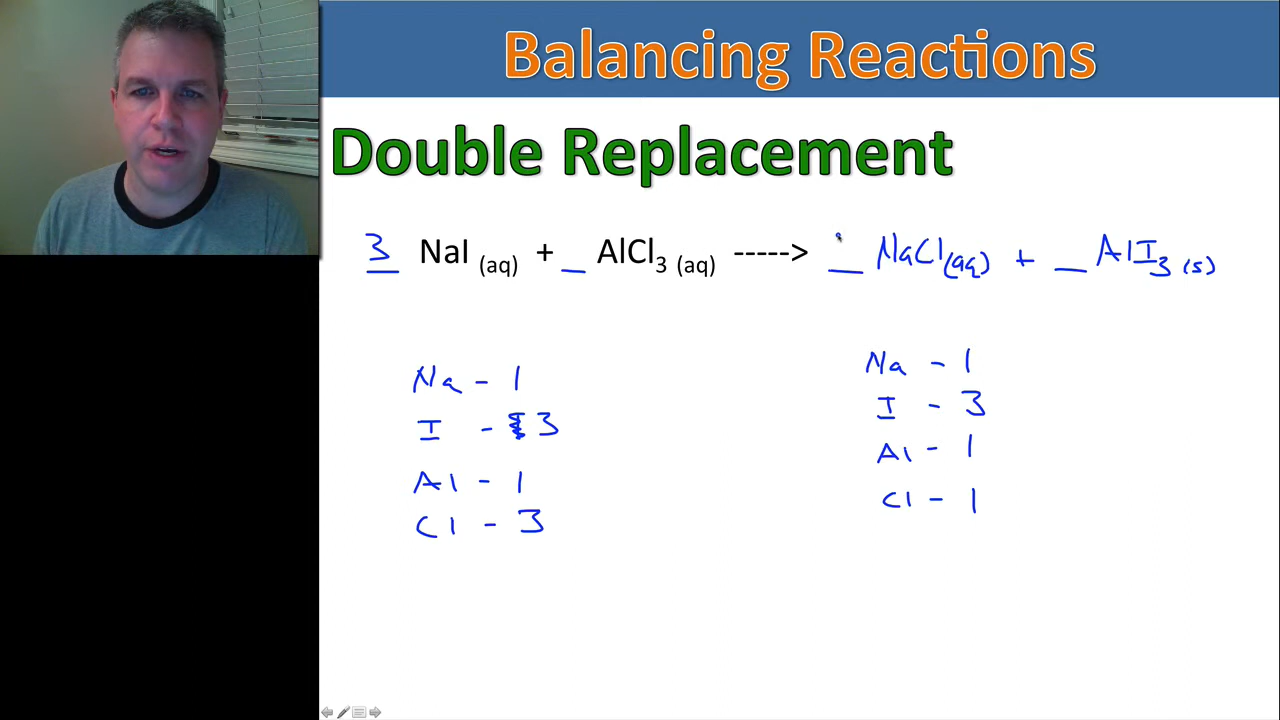 Balancing Reactions
Double Replacement
3 NaI (aq) + _ AlCl3 (aq) -----> _ NaCl(aq) + _ AlI3 (s)
Na - 1
I - 3
Al - 1
Cl - 3
Na - 1
I - 3
Al - 1
Cl - 1